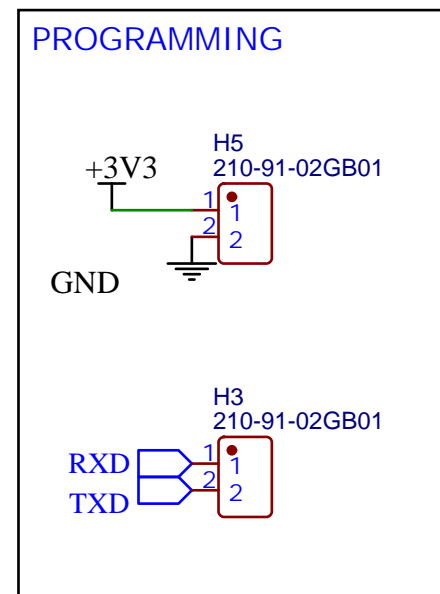 PROGRAMMING
H5
210-91-02GB01
+3V3
1
1
2
2
GND
H3
210-91-02GB01
RXD
1
1
TXD
2
2